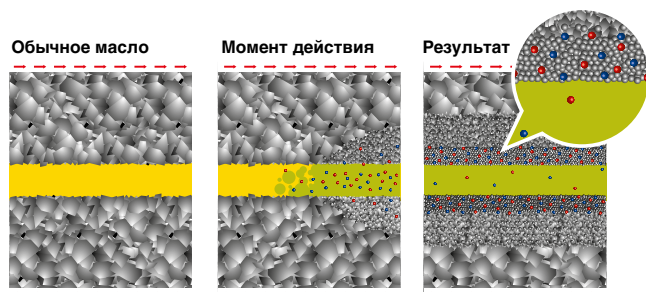 Обычное масло
Момент действия
Результат